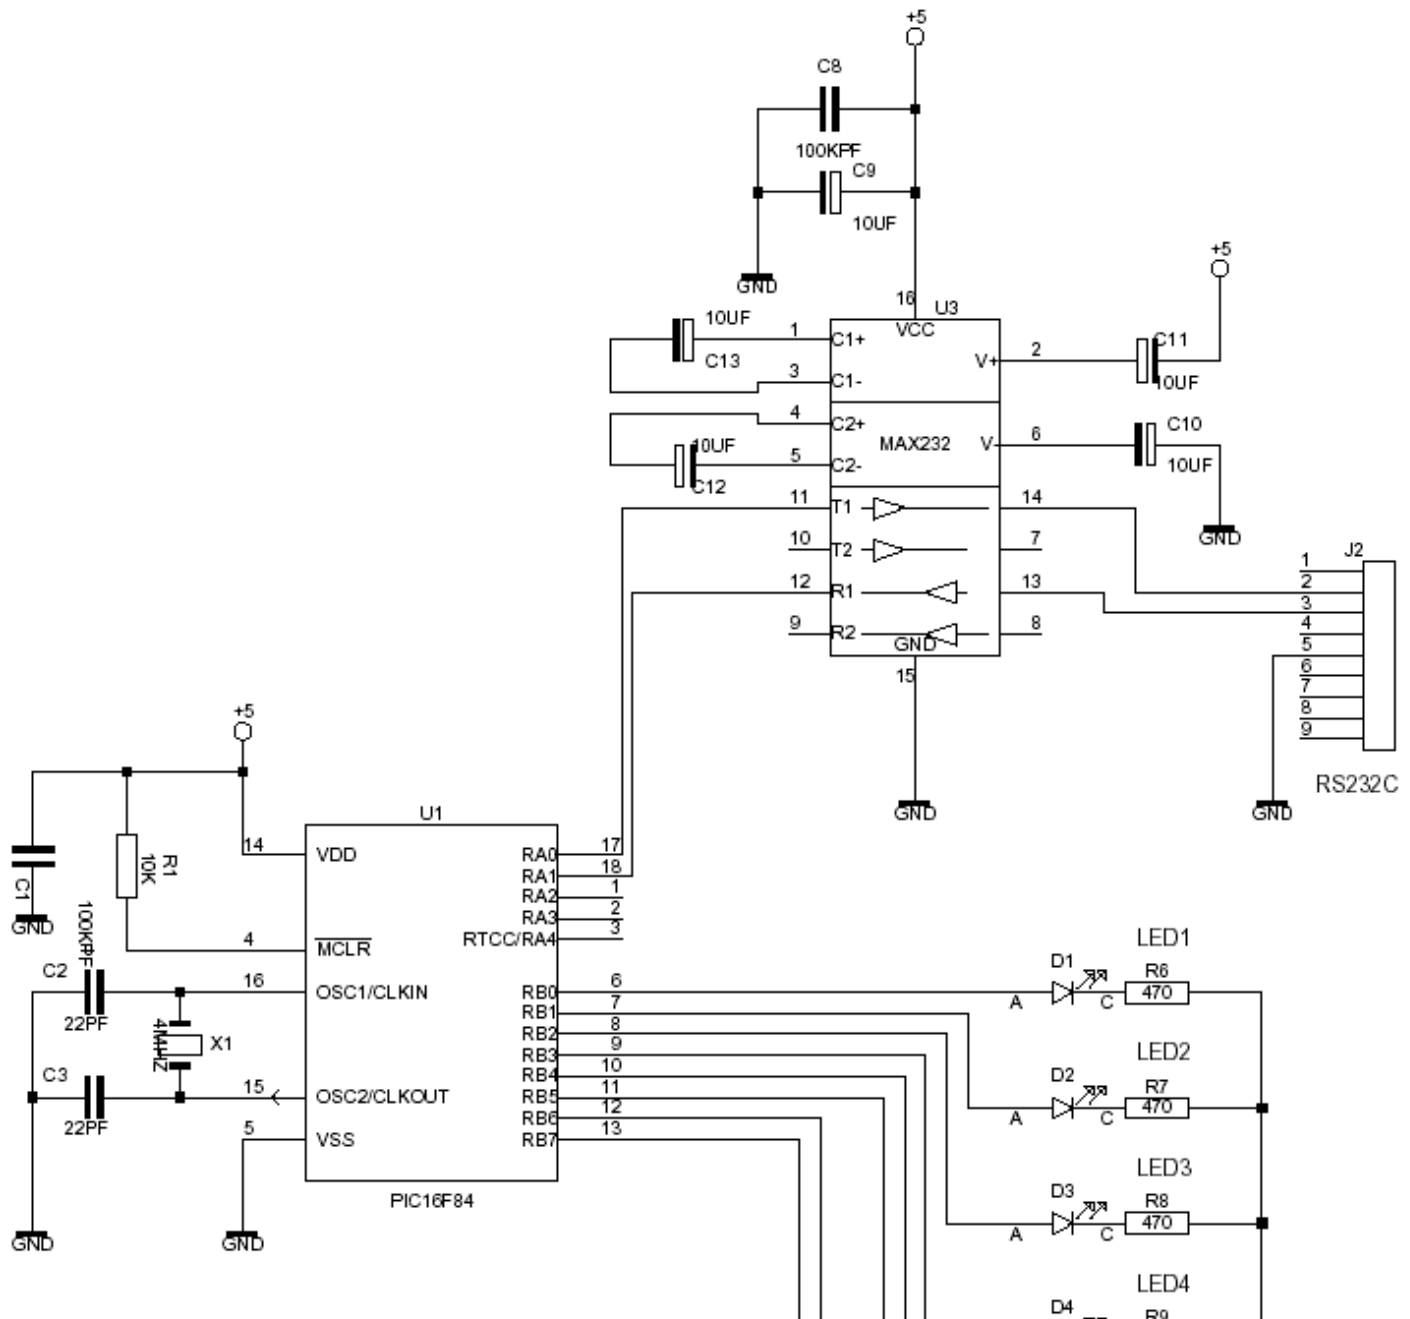 +5
C8
100KPF
C9
10UF
GND
+5
16
U3
VCC
10UF
C13
1
C1+
3
C1-
V+
2
C11
10UF
4
C2+
10UF
C12
5
C2-
MAX232
V-
6
C10
10UF
GND
11
T1
14
10
T2
7
12
R1
13
9
R2
8
GND
15
GND
J2
1
2
3
4
5
6
7
8
9
RS232C
GND
+5
U1
14
VDD
R1
10K
C1
100KPF
GND
4
MCLR
C2
22PF
16
OSC1/CLKIN
4MHZ
X1
C3
22PF
15
OSC2/CLKOUT
5
VSS
GND
GND
PIC16F84
RA0
17
RA1
18
RA2
1
RA3
2
RTCC/RA4
3
RB0
6
RB1
7
RB2
8
RB3
9
RB4
10
RB5
11
RB6
12
RB7
13
LED1
D1
R6
A
C
470
LED2
D2
R7
A
C
470
LED3
D3
R8
A
C
470
LED4
D4
R9